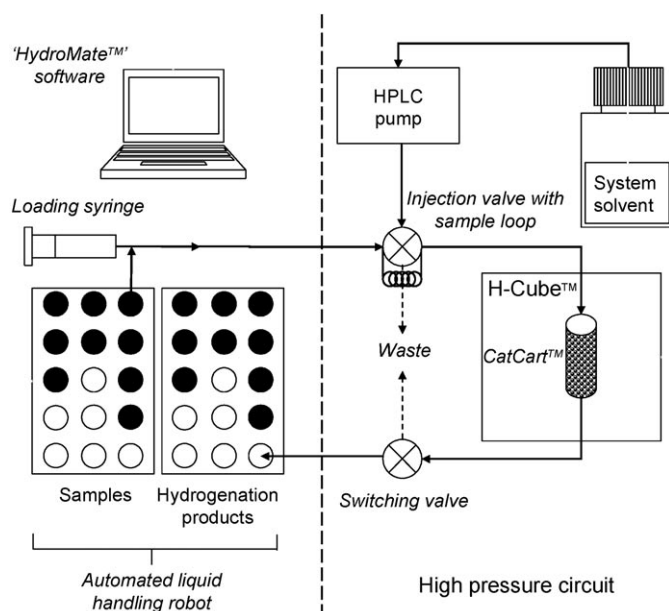 'HydroMate™'
software
HPLC
pump
System
solvent
Loading syringe
Injection valve with
sample loop
H-Cube™
CatCart™
Waste
Switching valve
Samples
Hydrogenation
products
Automated liquid
handling robot
High pressure circuit